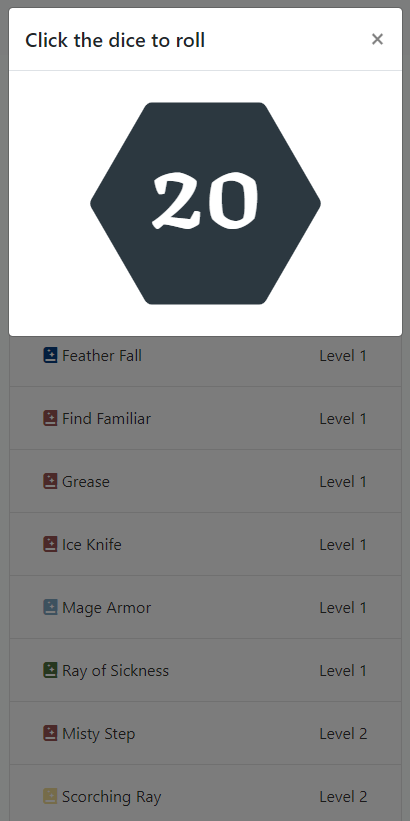 Click the dice to roll ×
20
Feather Fall Level 1
Find Familiar Level 1
Grease Level 1
Ice Knife Level 1
Mage Armor Level 1
Ray of Sickness Level 1
Misty Step Level 2
Scorching Ray Level 2